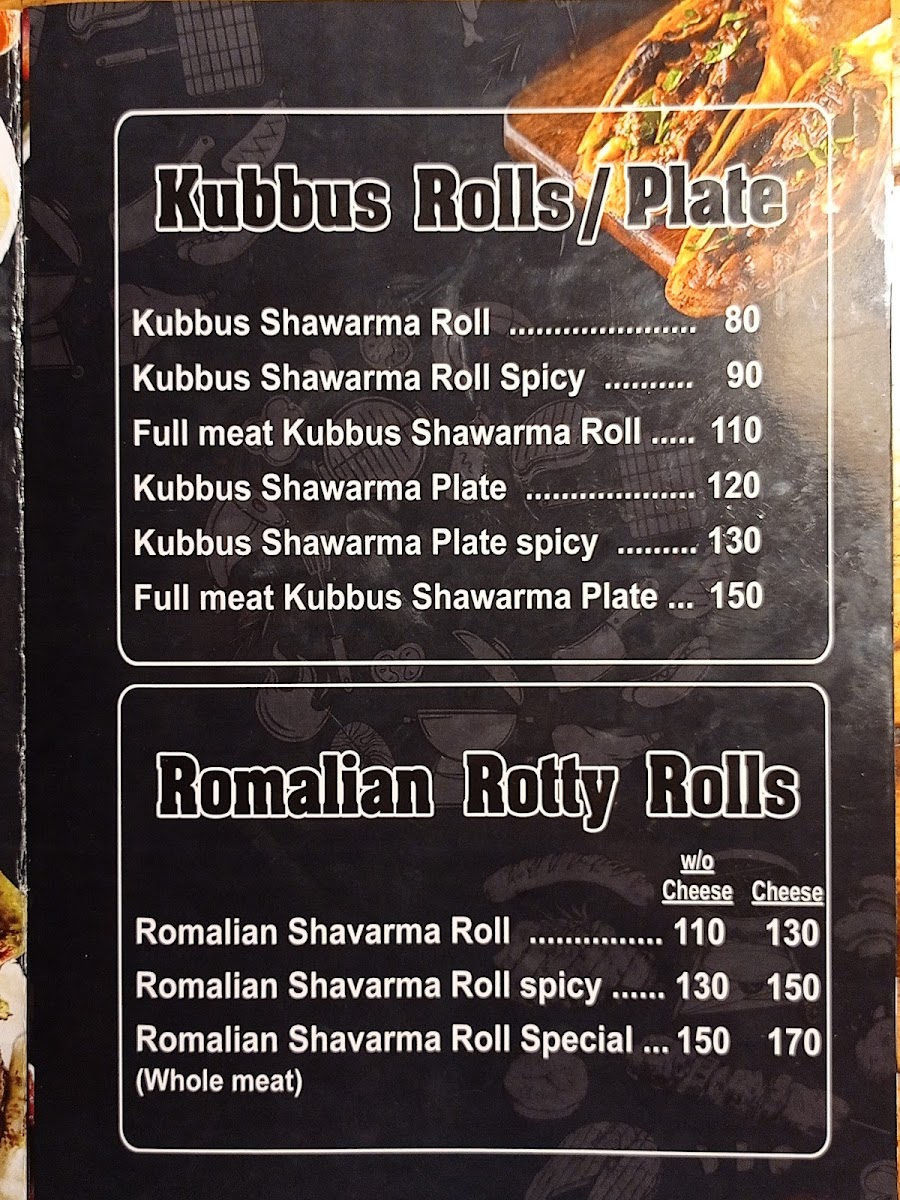 Kubbus Rolls / Plate
Kubbus Shawarma Roll ..................... 80
Kubbus Shawarma Roll Spicy .......... 90
Full meat Kubbus Shawarma Roll ..... 110
Kubbus Shawarma Plate ................... 120
Kubbus Shawarma Plate spicy ......... 130
Full meat Kubbus Shawarma Plate ... 150
Romalian Rotty Rolls
w/o
Cheese Cheese
Romalian Shavarma Roll ............... 110 130
Romalian Shavarma Roll spicy ...... 130 150
Romalian Shavarma Roll Special ... 150 170
(Whole meat)